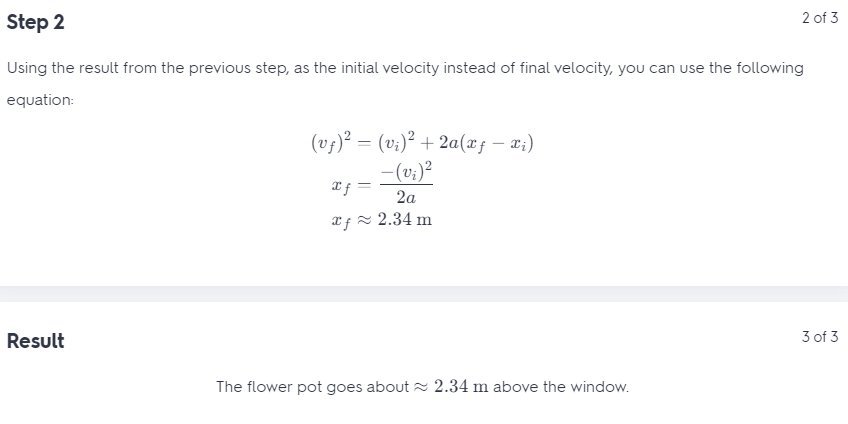 Step 2
2 of 3
Using the result from the previous step, as the initial velocity instead of final velocity, you can use the following
equation:
(v_f)² = (v_i)² + 2a(x_f − x_i)
x_f = −(v_i)² / 2a
x_f ≈ 2.34 m
Result
3 of 3
The flower pot goes about ≈ 2.34 m above the window.